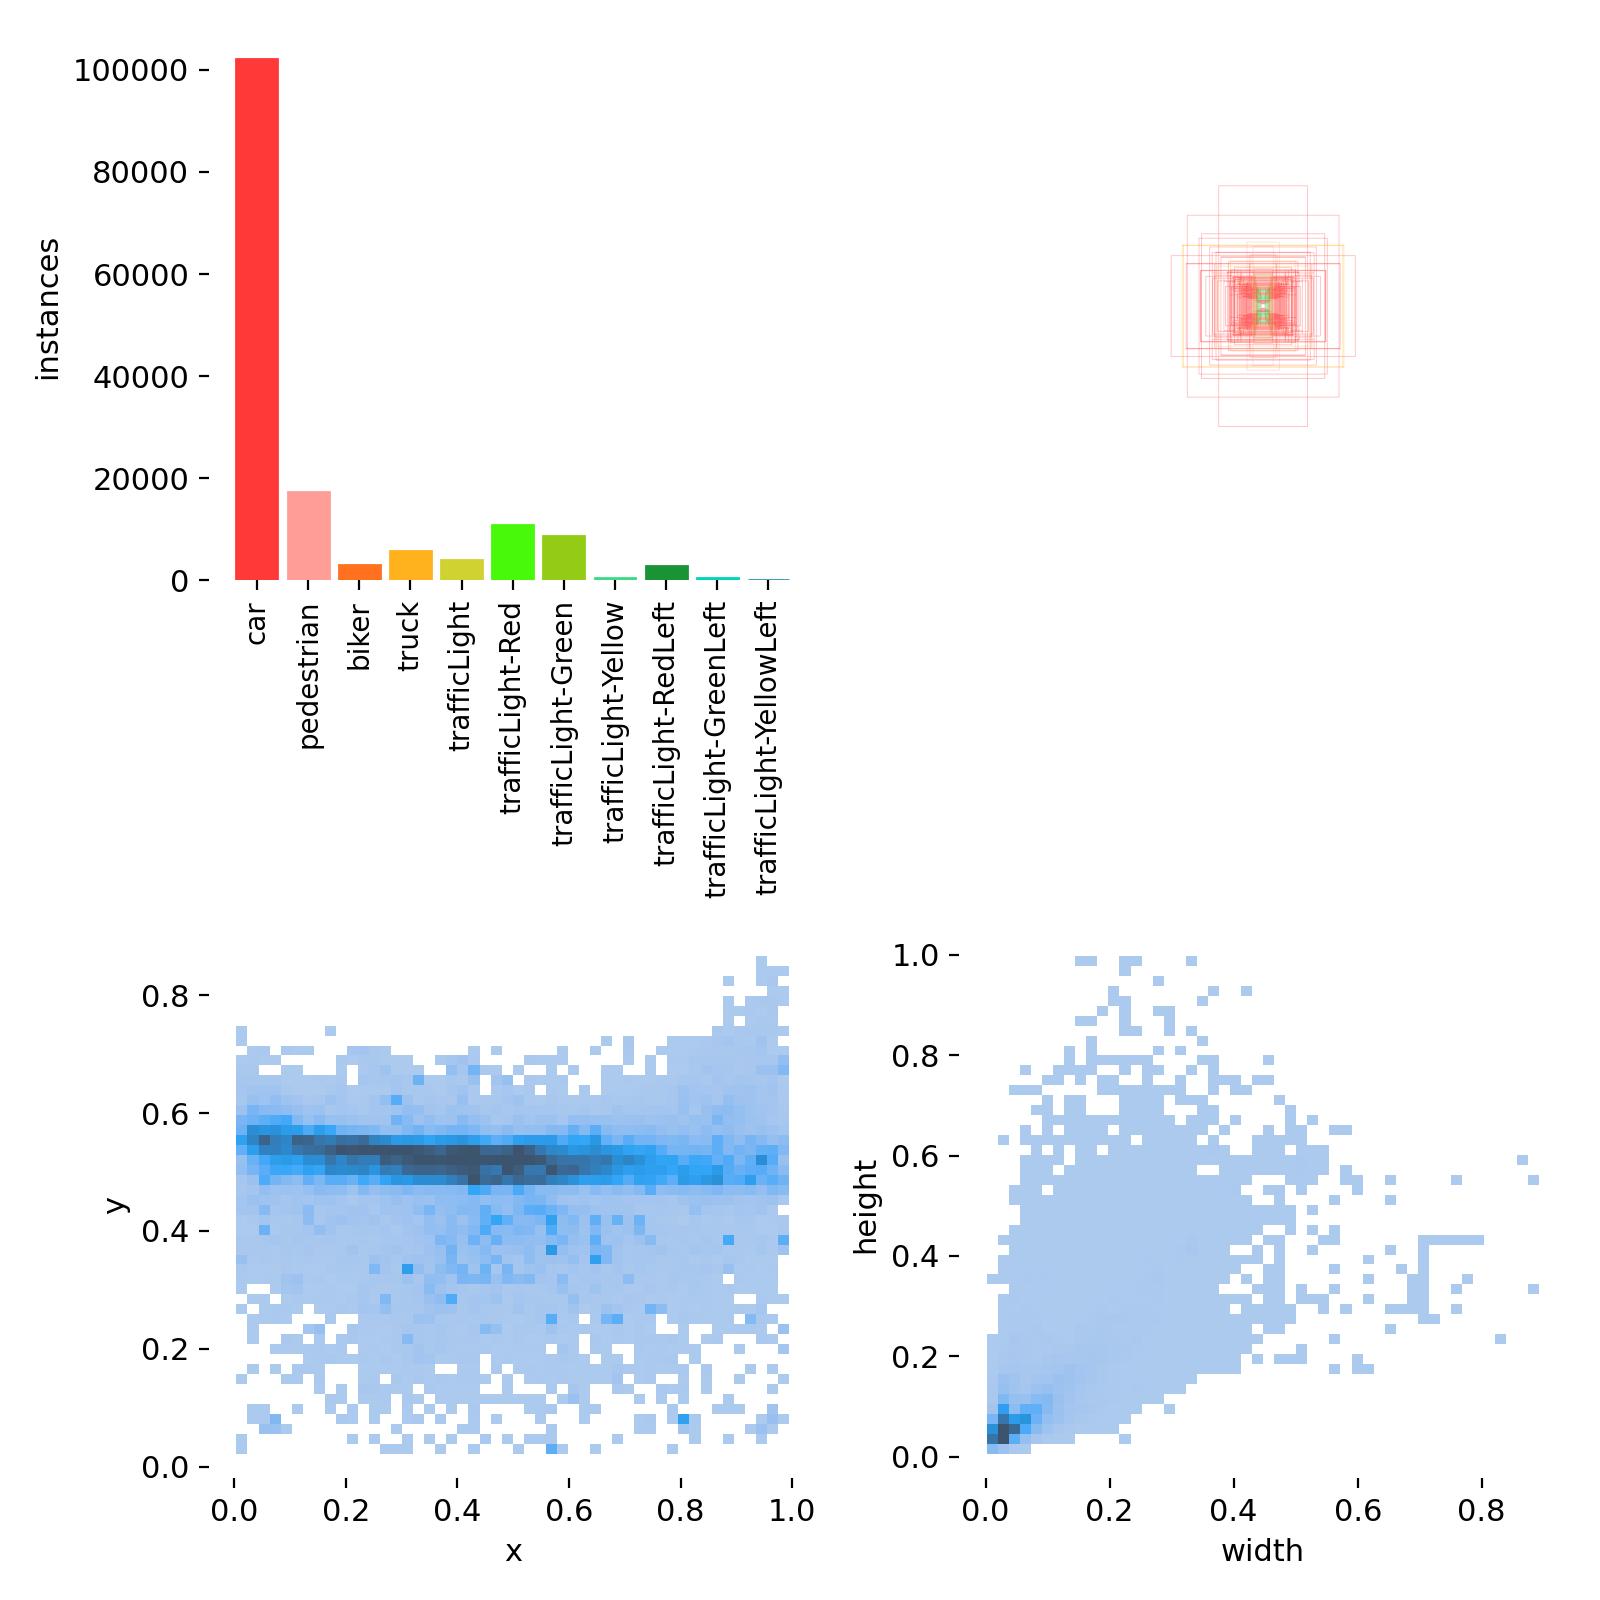 100000
80000
60000
40000
20000
0
instances
car
pedestrian
biker
truck
trafficLight
trafficLight-Red
trafficLight-Green
trafficLight-Yellow
trafficLight-RedLeft
trafficLight-GreenLeft
trafficLight-YellowLeft
0.8
0.6
0.4
0.2
0.0
y
0.0 0.2 0.4 0.6 0.8 1.0
x
1.0
0.8
0.6
0.4
0.2
0.0
height
0.0 0.2 0.4 0.6 0.8
width